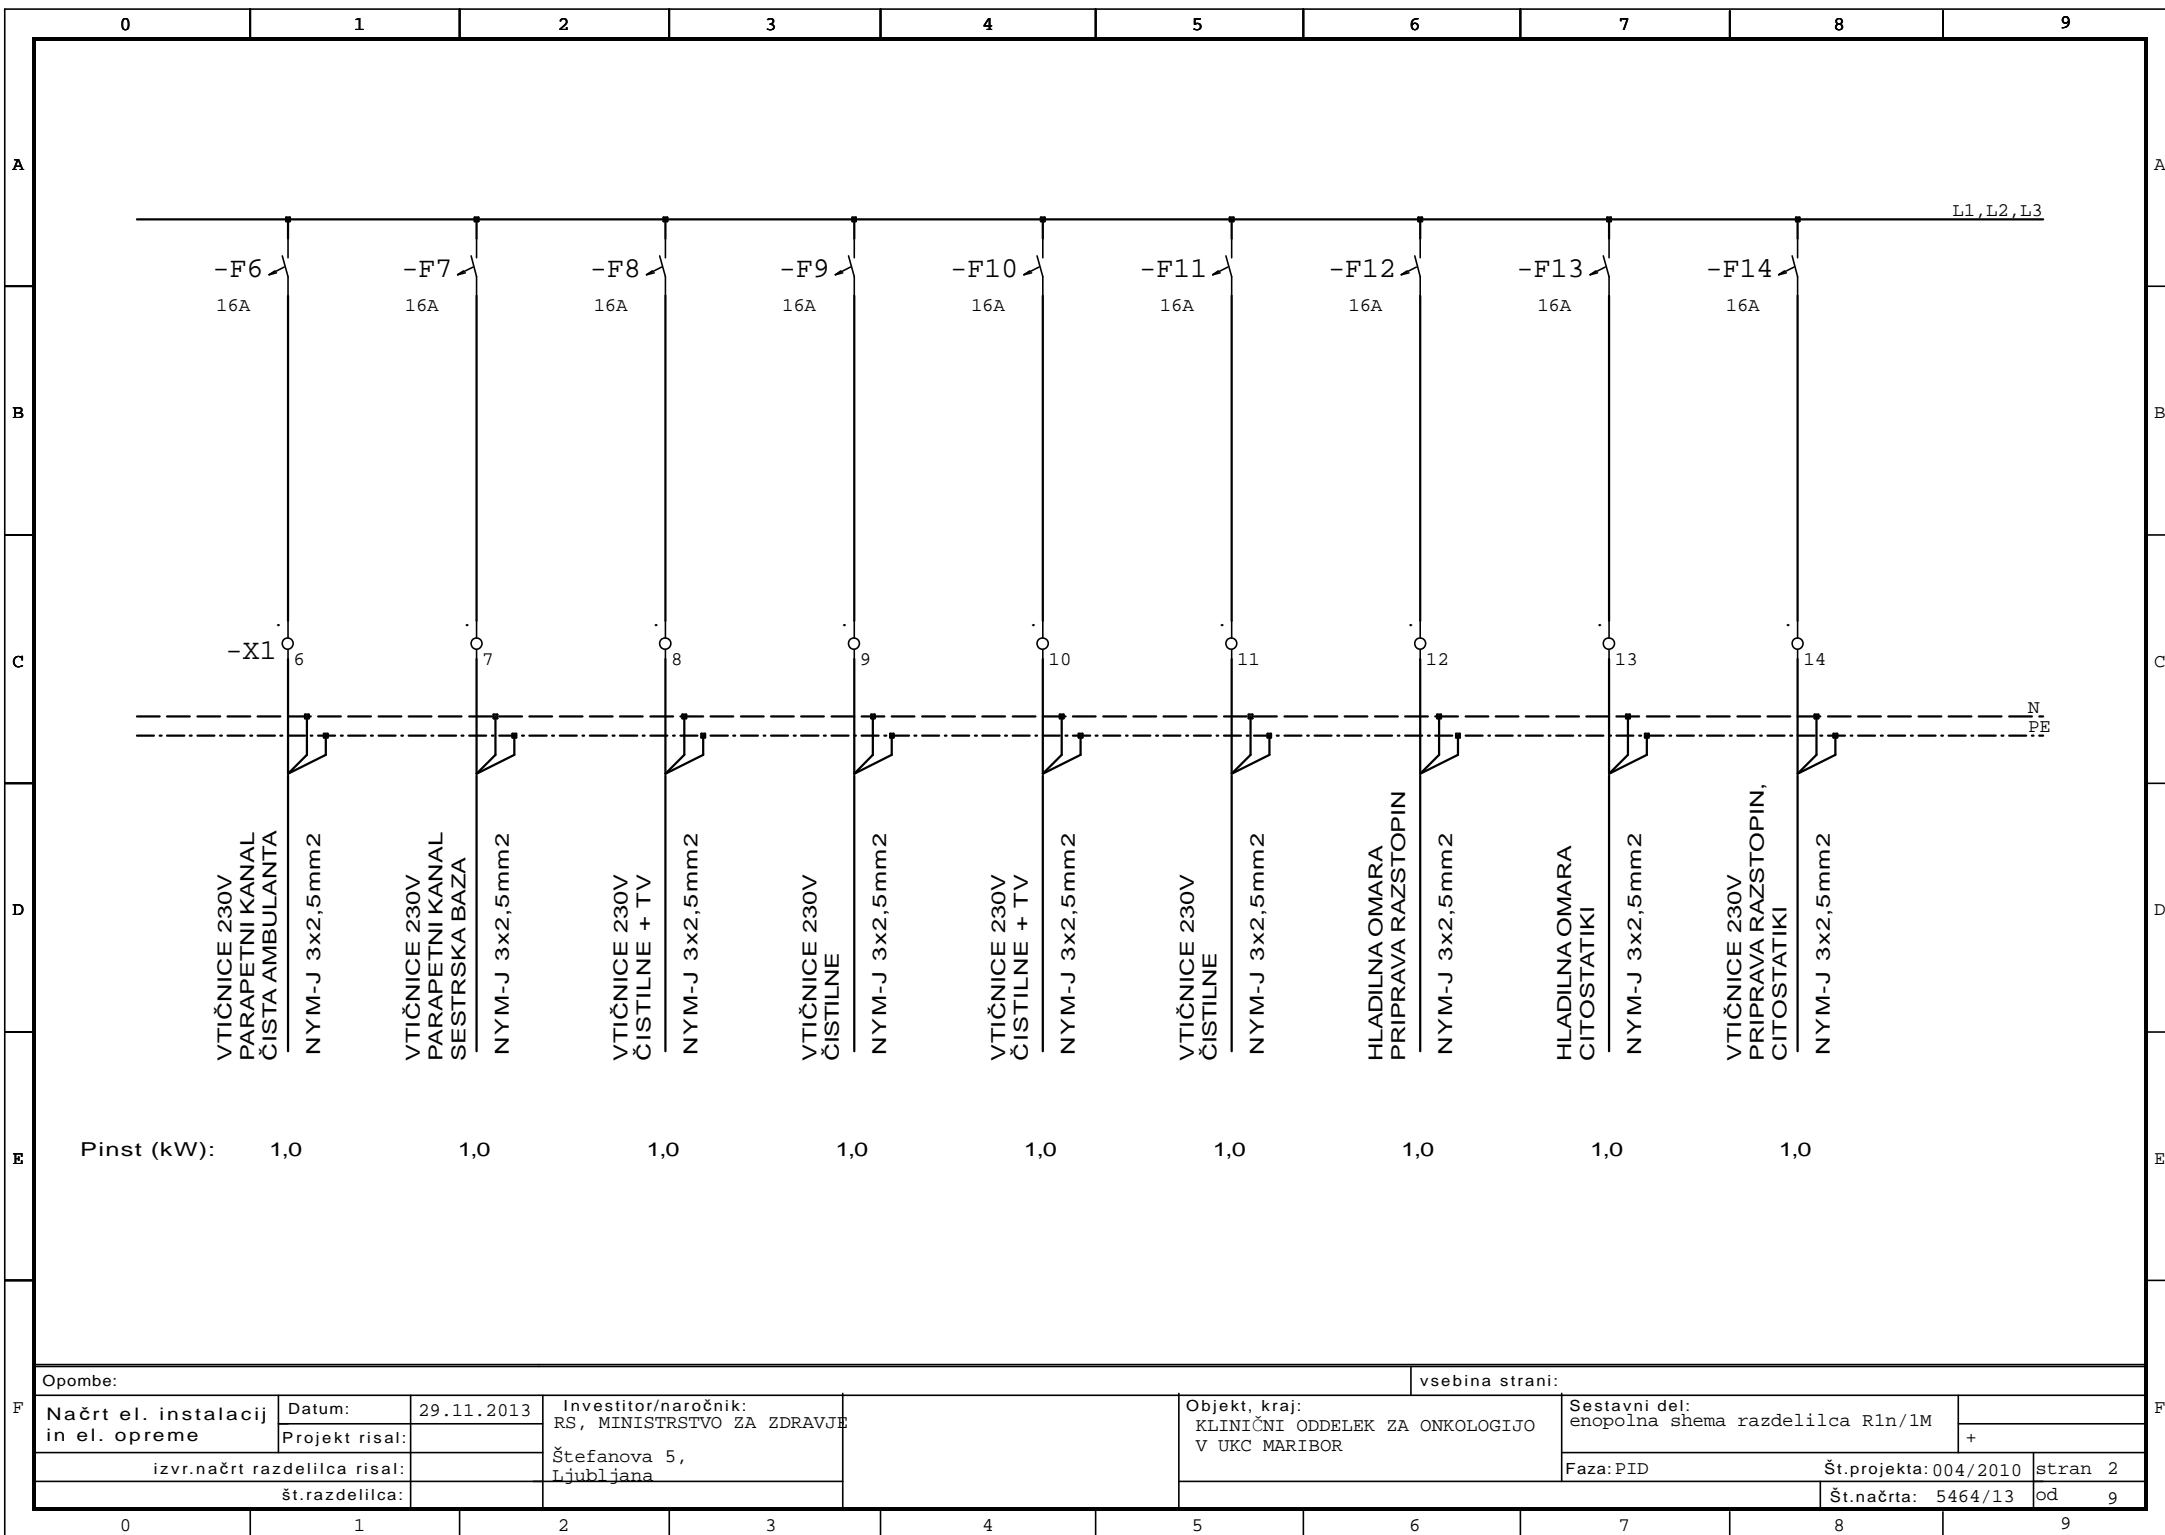 0 1 2 3 4 5 6 7 8 9
A A
L1,L2,L3
-F6 -F7 -F8 -F9 -F10 -F11 -F12 -F13 -F14
16A 16A 16A 16A 16A 16A 16A 16A 16A
B B
-X1 6 7 8 9 10 11 12 13 14
C C
N
PE
VTIČNICE 230V
PARAPETNI KANAL
ČISTA AMBULANTA
NYM-J 3x2,5mm2
VTIČNICE 230V
PARAPETNI KANAL
SESTRSKA BAZA
NYM-J 3x2,5mm2
VTIČNICE 230V
ČISTILNE + TV
NYM-J 3x2,5mm2
VTIČNICE 230V
ČISTILNE
NYM-J 3x2,5mm2
VTIČNICE 230V
ČISTILNE + TV
NYM-J 3x2,5mm2
VTIČNICE 230V
ČISTILNE
NYM-J 3x2,5mm2
HLADILNA OMARA
PRIPRAVA RAZSTOPIN
NYM-J 3x2,5mm2
HLADILNA OMARA
CITOSTATIKI
NYM-J 3x2,5mm2
VTIČNICE 230V
PRIPRAVA RAZSTOPIN,
CITOSTATIKI
NYM-J 3x2,5mm2
D D
Pinst (kW): 1,0 1,0 1,0 1,0 1,0 1,0 1,0 1,0 1,0
E E
Opombe:
vsebina strani:
F F
Načrt el. instalacij
in el. opreme
Datum: 29.11.2013
Projekt risal:
izvr.načrt razdelilca risal:
št.razdelilca:
Investitor/naročnik:
RS, MINISTRSTVO ZA ZDRAVJE
Štefanova 5,
Ljubljana
Objekt, kraj:
KLINIČNI ODDELEK ZA ONKOLOGIJO
V UKC MARIBOR
Sestavni del:
enopolna shema razdelilca R1n/1M
+
Faza: PID
Št.projekta: 004/2010
stran 2
Št.načrta: 5464/13
od 9
0 1 2 3 4 5 6 7 8 9